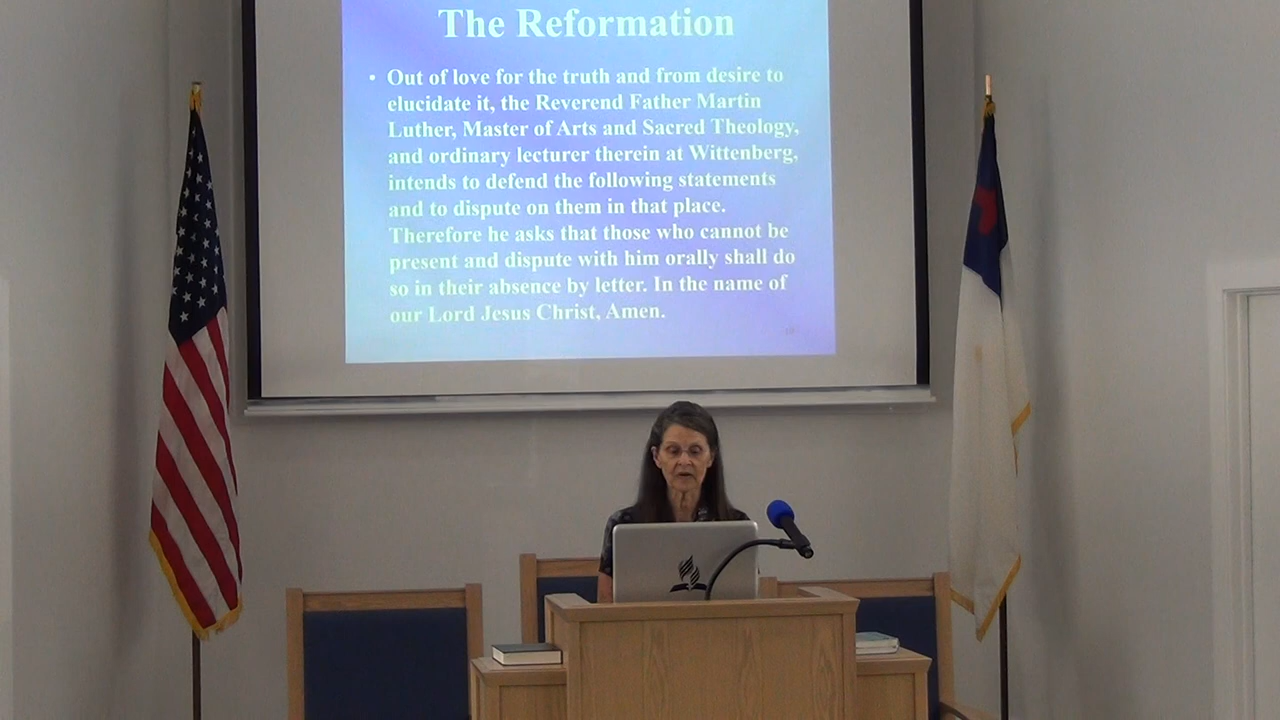 The Reformation
• Out of love for the truth and from desire to
elucidate it, the Reverend Father Martin
Luther, Master of Arts and Sacred Theology,
and ordinary lecturer therein at Wittenberg,
intends to defend the following statements
and to dispute on them in that place.
Therefore he asks that those who cannot be
present and dispute with him orally shall do
so in their absence by letter. In the name of
our Lord Jesus Christ, Amen.